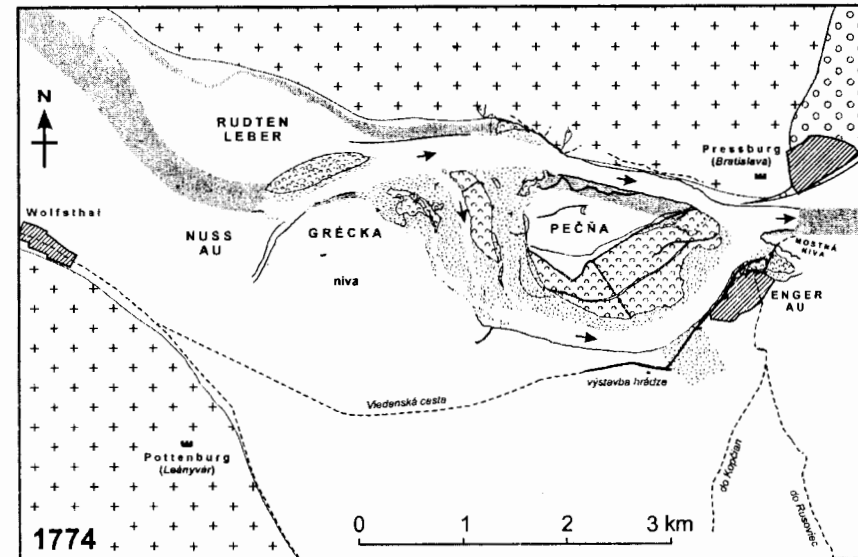 N
RUDTEN
LEBER
Pressburg
(Bratislava)
Wolfsthal
NUSS
AU
GRÉCKA
niva
PEČŇA
MOSTNÁ
NIVA
ENGER
AU
výstavba hrádze
Viedenská cesta
Pottenburg
(Leányvár)
do Kopčian
do Rusoviec
1774
0 1 2 3 km